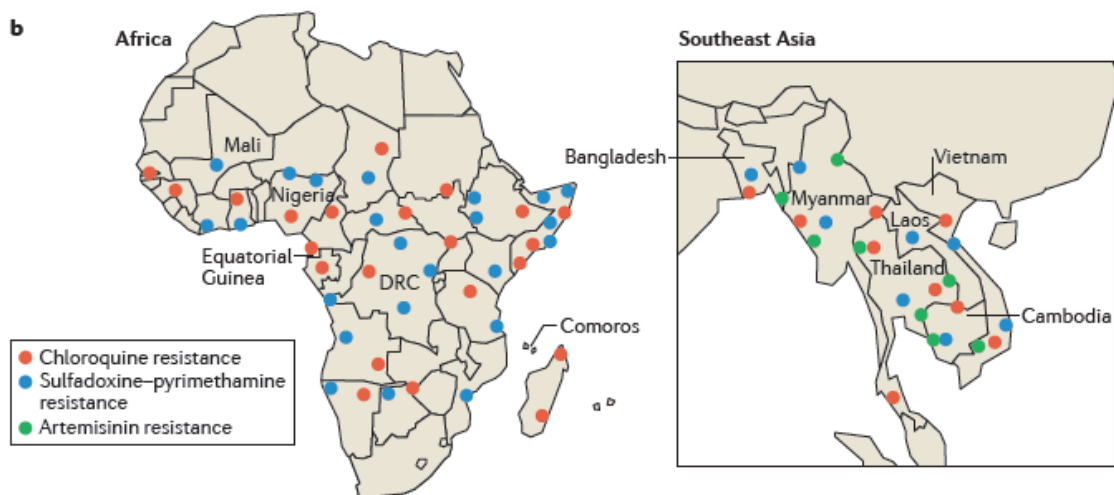 b
Africa
Southeast Asia
Mali
Nigeria
Equatorial
Guinea
DRC
Comoros
Bangladesh
Vietnam
Myanmar
Laos
Thailand
Cambodia
Chloroquine resistance
Sulfadoxine–pyrimethamine
resistance
Artemisinin resistance